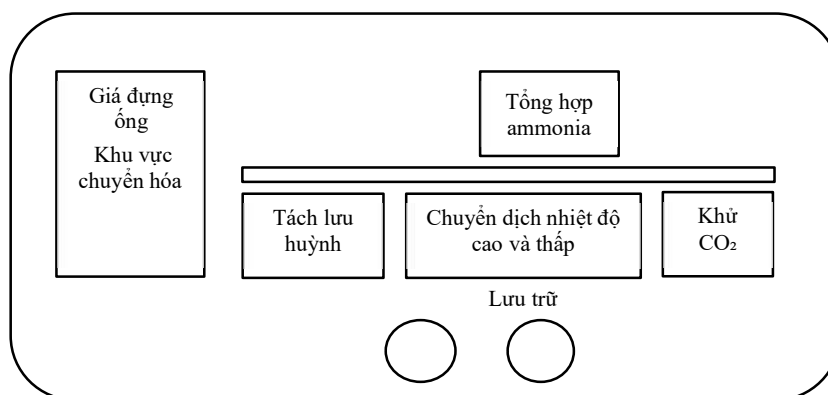 Giá đựng
ống
Khu vực
chuyển hóa
Tổng hợp
ammonia
Tách lưu
huỳnh
Chuyển dịch nhiệt độ
cao và thấp
Khử
CO₂
Lưu trữ